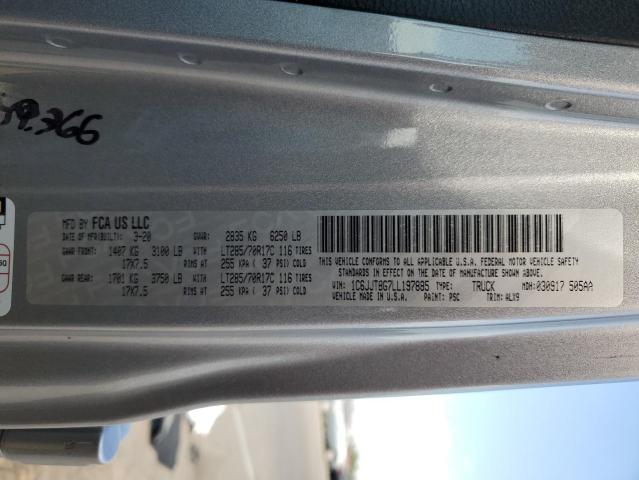 366
MFD BY FCA US LLC
DATE OF MFR(BUILT): 3-20 GVWR: 2835 KG 6250 LB
GAWR FRONT: 1407 KG 3100 LB WITH LT285/70R17C 116 TIRES
17X7.5 RIMS AT 255 KPA ( 37 PSI) COLD
GAWR REAR: 1701 KG 3750 LB WITH LT285/70R17C 116 TIRES
17X7.5 RIMS AT 255 KPA ( 37 PSI) COLD
THIS VEHICLE CONFORMS TO ALL APPLICABLE U.S.A. FEDERAL MOTOR VEHICLE SAFETY
STANDARDS IN EFFECT ON THE DATE OF MANUFACTURE SHOWN ABOVE.
VIN: 1C6JJTBG7LL197885 TYPE: TRUCK MDH: 030917 505AA
VEHICLE MADE IN U.S.A. PAINT: PSC TRIM: ALX9